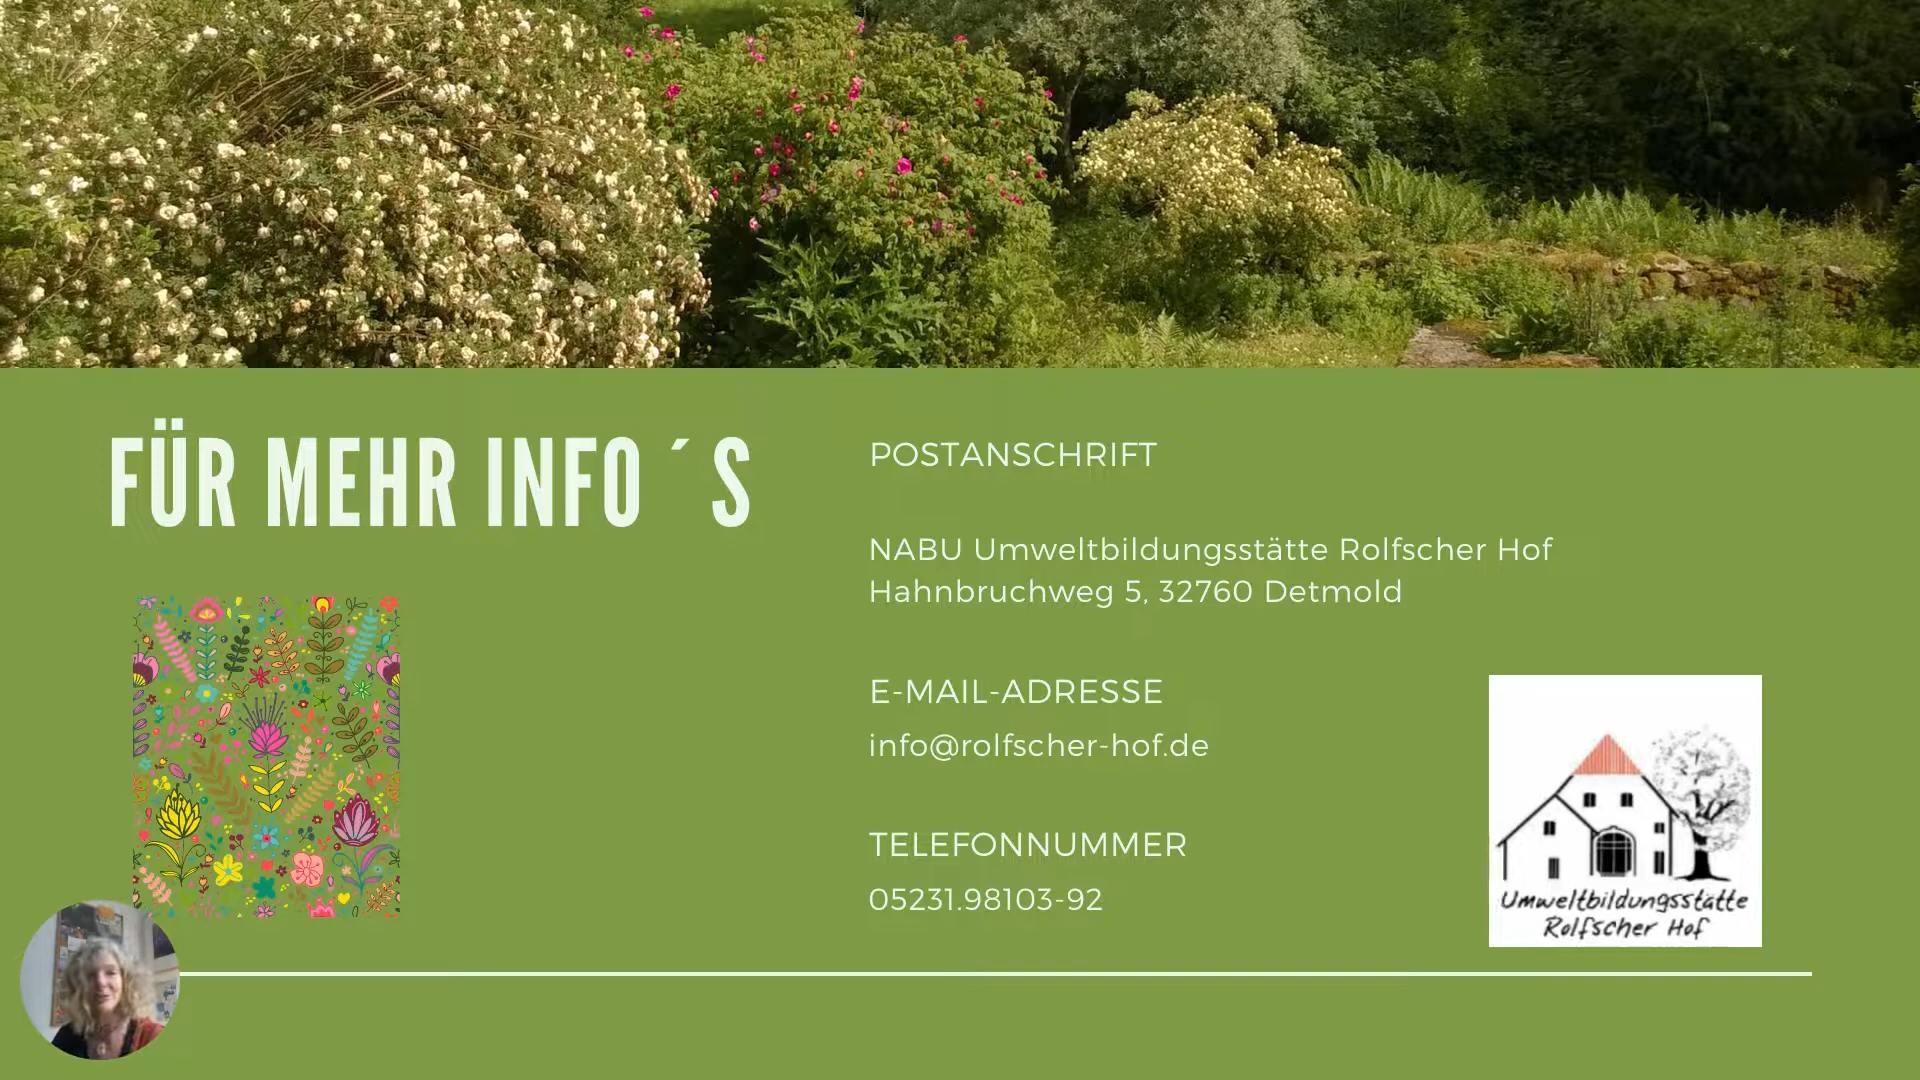 FÜR MEHR INFO ´ S
POSTANSCHRIFT
NABU Umweltbildungsstätte Rolfscher Hof
Hahnbruchweg 5, 32760 Detmold
E-MAIL-ADRESSE
info@rolfscher-hof.de
TELEFONNUMMER
05231.98103-92
Umweltbildungsstätte
Rolfscher Hof